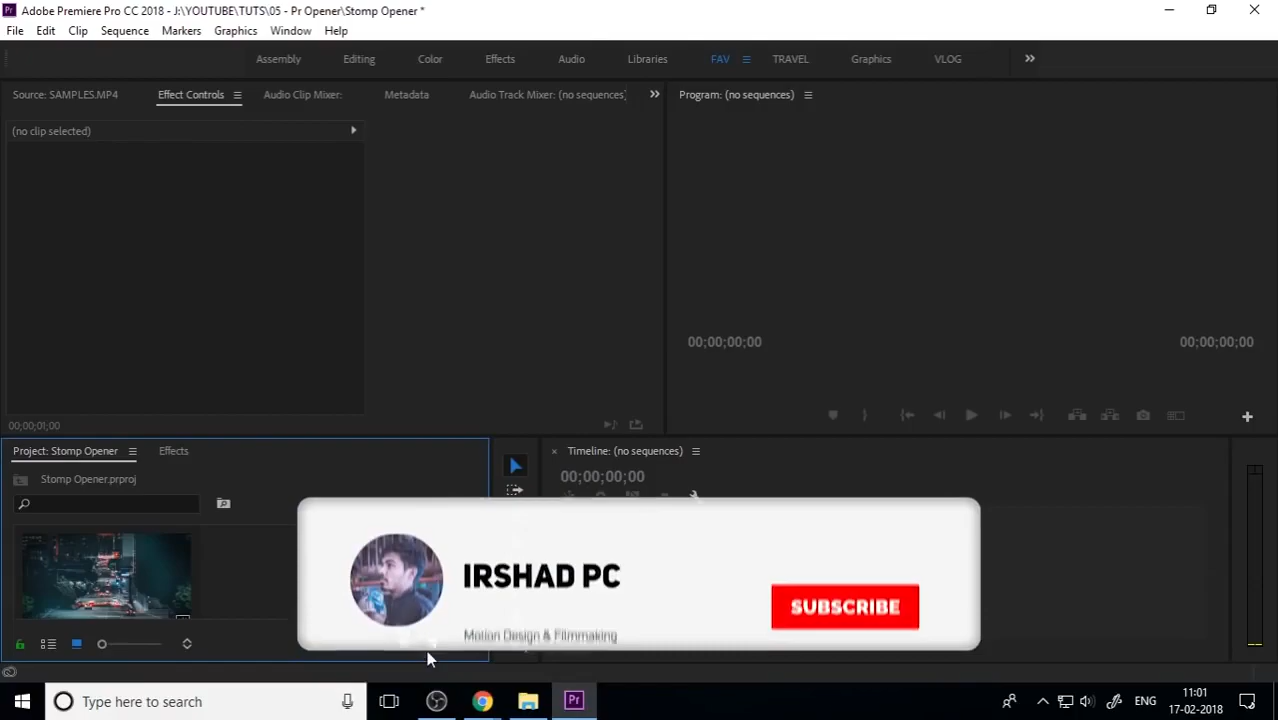 Adobe Premiere Pro CC 2018 - J:\YOUTUBE\TUTS\05 - Pr Opener\Stomp Opener *
File Edit Clip Sequence Markers Graphics Window Help
Assembly Editing Color Effects Audio Libraries FAV TRAVEL Graphics VLOG
Source: SAMPLES.MP4 Effect Controls Audio Clip Mixer: Metadata Audio Track Mixer: (no sequences) Program: (no sequences)
(no clip selected)
00;00;00;00 00;00;00;00
00;00;01;00
Project: Stomp Opener Effects Timeline: (no sequences)
Stomp Opener.prproj 00;00;00;00
IRSHAD PC
SUBSCRIBE
Motion Design & Filmmaking
Type here to search
Pr
ENG
11:01
17-02-2018